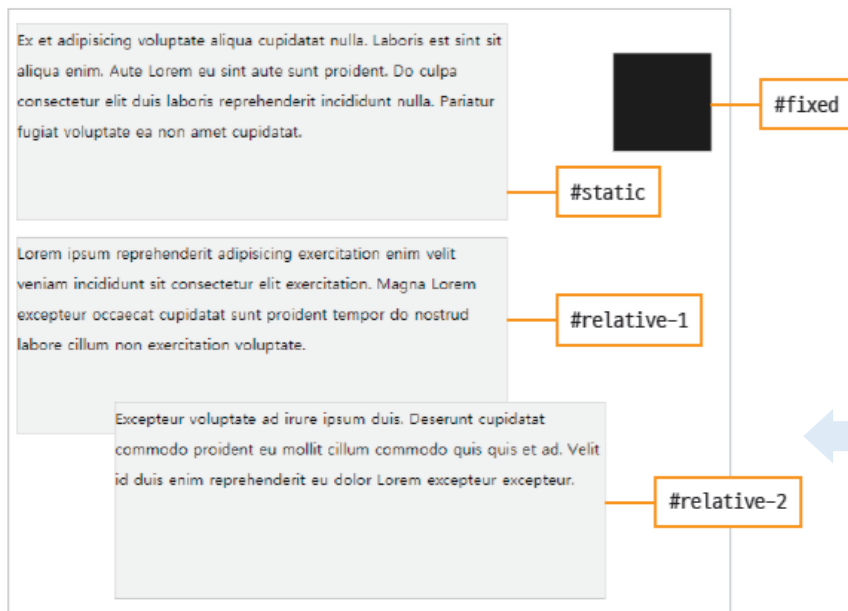 Ex et adipisicing voluptate aliqua cupidatat nulla. Laboris est sint sit
aliqua enim. Aute Lorem eu sint aute sunt proident. Do culpa
consectetur elit duis laboris reprehenderit incididunt nulla. Pariatur
fugiat voluptate ea non amet cupidatat.
#fixed
#static
Lorem ipsum reprehenderit adipisicing exercitation enim velit
veniam incididunt sit consectetur elit exercitation. Magna Lorem
excepteur occaecat cupidatat sunt proident tempor do nostrud
labore cillum non exercitation voluptate.
#relative-1
Excepteur voluptate ad irure ipsum duis. Deserunt cupidatat
commodo proident eu mollit cillum commodo quis quis et ad. Velit
id duis enim reprehenderit eu dolor Lorem excepteur excepteur.
#relative-2